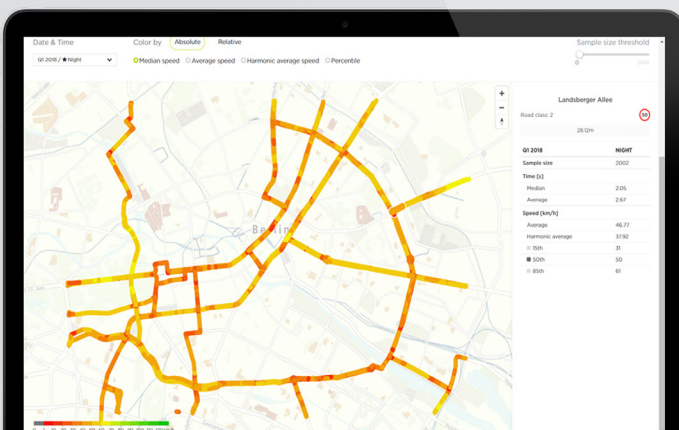 Date & Time
Color by Absolute Relative
Sample size threshold
Q1 2018 / ★ Night
Median speed Average speed Harmonic average speed Percentile
0
Landsberger Allee
Road class: 2
50
28.12m
Q1 2018 NIGHT
Sample size 2002
Time [s]
Median 2.05
Average 2.67
Speed [km/h]
Average 46.77
Harmonic average 37.92
15th 31
50th 50
85th 61
Berlin